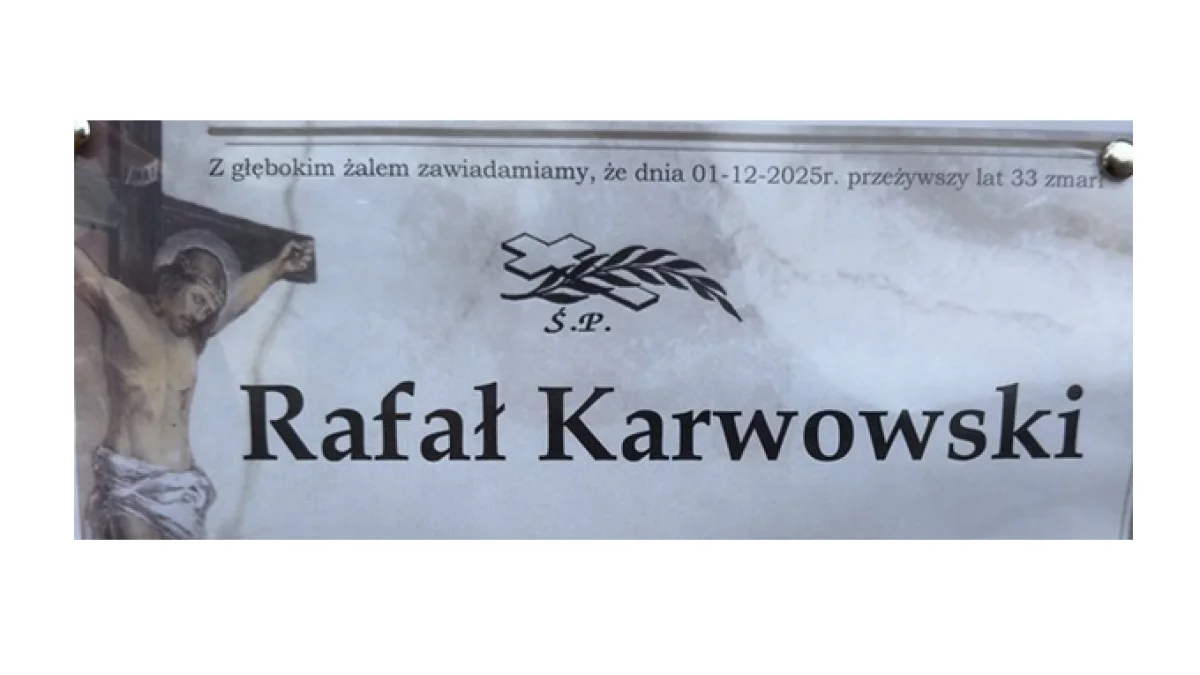 Z głębokim żalem zawiadamiamy, że dnia 01-12-2025r. przeżywszy lat 33 zmarł
Ś.P.
Rafał Karwowski